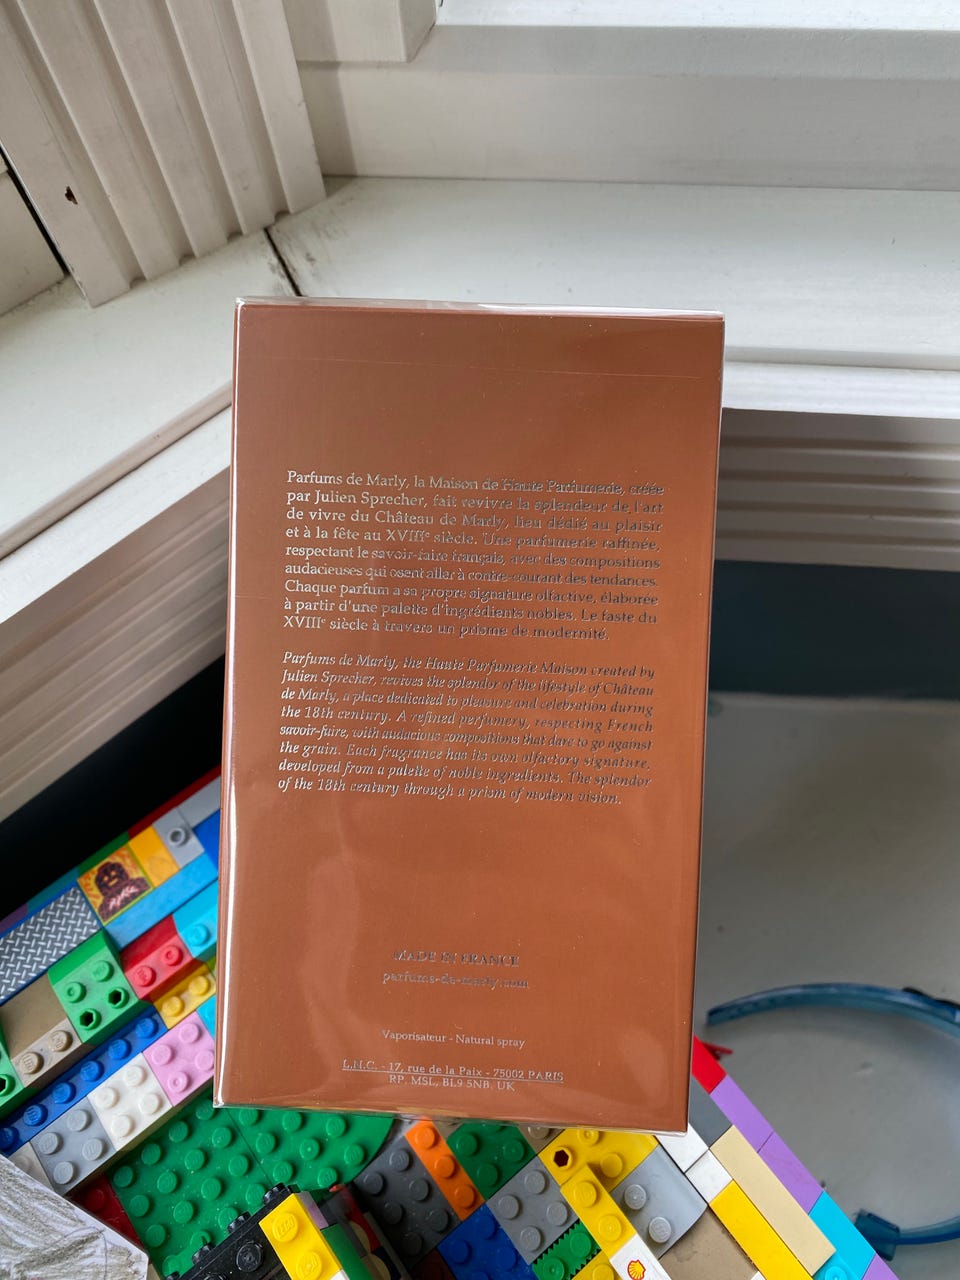 Parfums de Marly, la Maison de Haute Parfumerie, créée
par Julien Sprecher, fait revivre la splendeur de l'art
de vivre du Château de Marly, lieu dédié au plaisir
et à la fête au XVIIIᵉ siècle. Une parfumerie raffinée,
respectant le savoir-faire français, avec des compositions
audacieuses qui osent aller à contre-courant des tendances.
Chaque parfum a sa propre signature olfactive, élaborée
à partir d'une palette d'ingrédients nobles. Le faste du
XVIIIᵉ siècle à travers un prisme de modernité.
Parfums de Marly, the Haute Parfumerie Maison created by
Julien Sprecher, revives the splendor of the lifestyle of Château
de Marly, a place dedicated to pleasure and celebration during
the 18th century. A refined perfumery, respecting French
savoir-faire, with audacious compositions that dare to go against
the grain. Each fragrance has its own olfactory signature,
developed from a palette of noble ingredients. The splendor
of the 18th century through a prism of modern vision.
MADE IN FRANCE
parfums-de-marly.com
Vaporisateur - Natural spray
L.N.C. - 17, rue de la Paix - 75002 PARIS
RP. MSL, BL9 5NB. UK